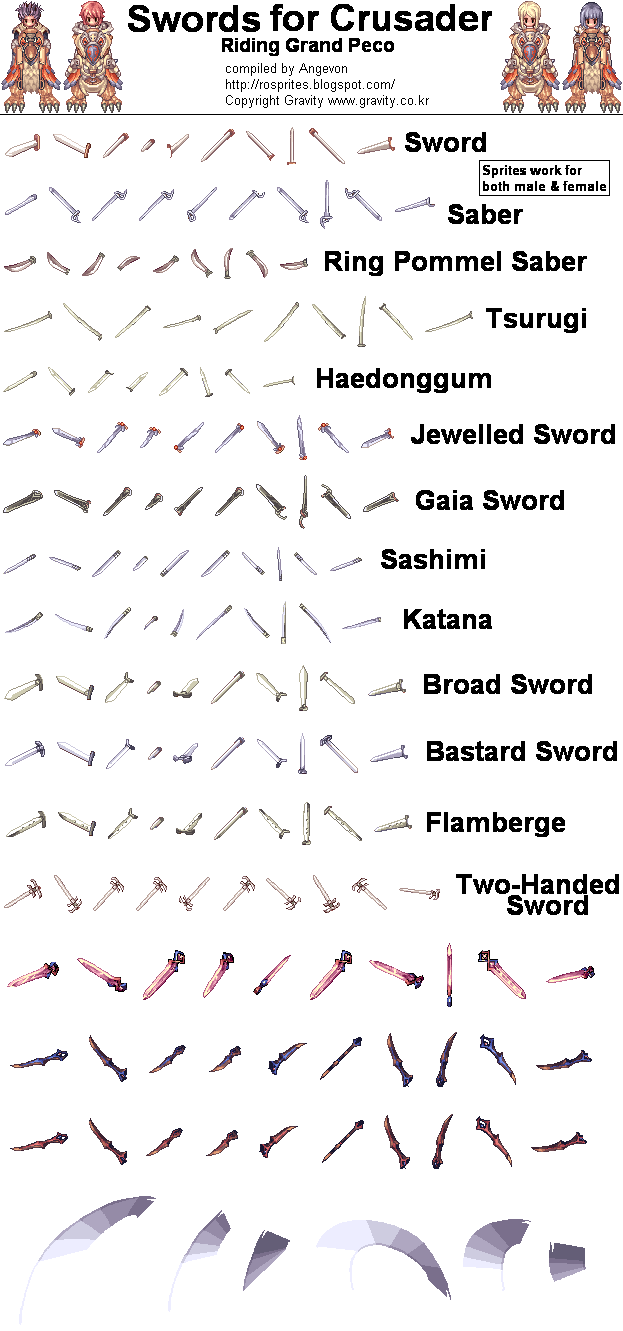 Swords for Crusader
Riding Grand Peco
compiled by Angevon
http://rosprites.blogspot.com/
Copyright Gravity www.gravity.co.kr
Sword
Sprites work for
both male & female
Saber
Ring Pommel Saber
Tsurugi
Haedonggum
Jewelled Sword
Gaia Sword
Sashimi
Katana
Broad Sword
Bastard Sword
Flamberge
Two-Handed
Sword